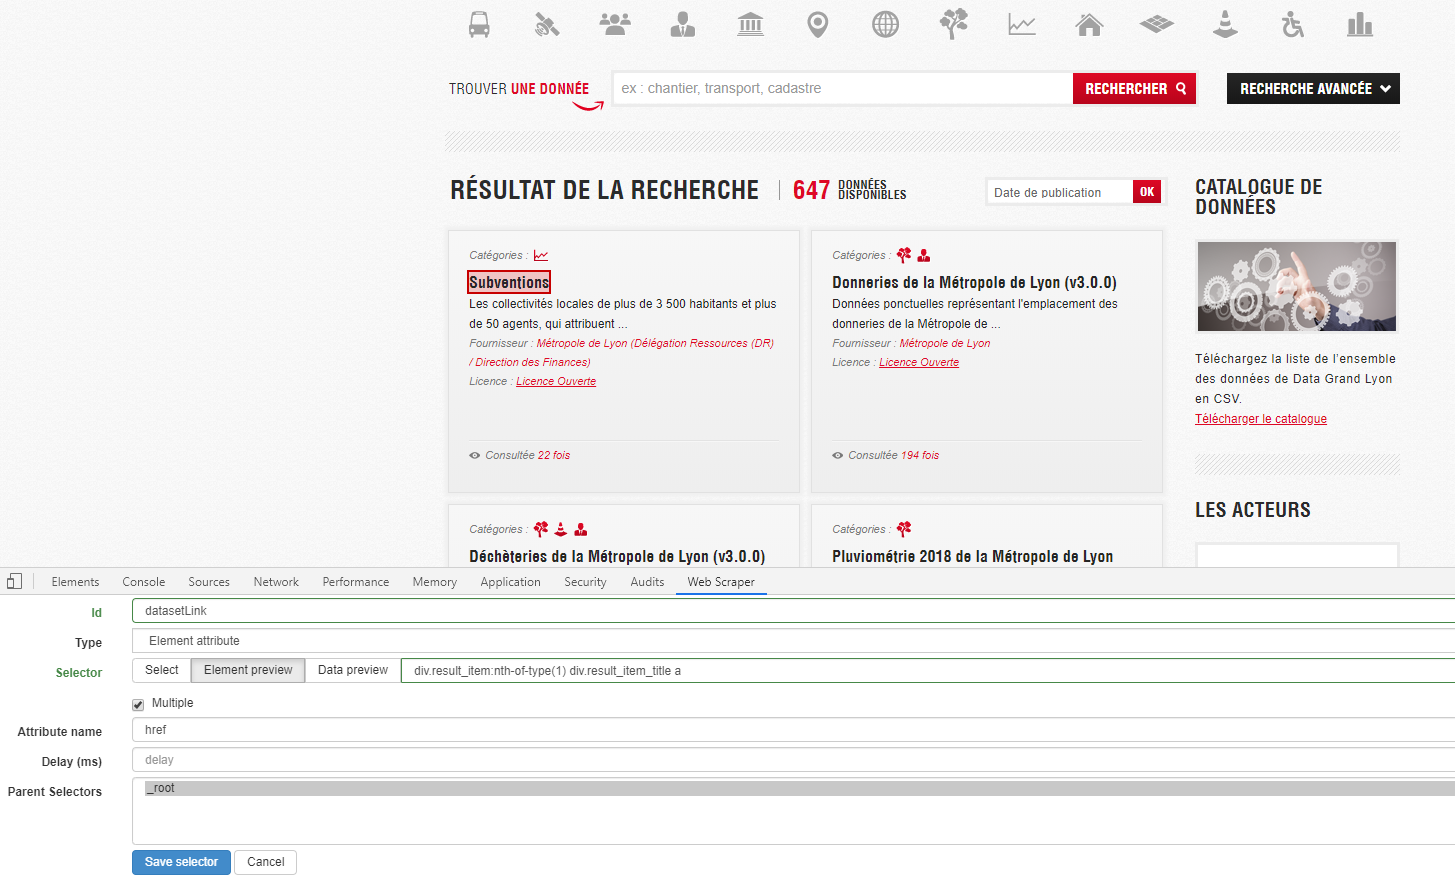 TROUVER UNE DONNÉE
ex : chantier, transport, cadastre
RECHERCHER
RECHERCHE AVANCÉE
RÉSULTAT DE LA RECHERCHE
647 DONNÉES DISPONIBLES
Date de publication
OK
Catégories :
Subventions
Les collectivités locales de plus de 3 500 habitants et plus
de 50 agents, qui attribuent ...
Fournisseur : Métropole de Lyon (Délégation Ressources (DR)
/ Direction des Finances)
Licence : Licence Ouverte
Consultée 22 fois
Catégories :
Donneries de la Métropole de Lyon (v3.0.0)
Données ponctuelles représentant l'emplacement des
donneries de la Métropole de ...
Fournisseur : Métropole de Lyon
Licence : Licence Ouverte
Consultée 194 fois
Catégories :
Déchèteries de la Métropole de Lyon (v3.0.0)
Catégories :
Pluviométrie 2018 de la Métropole de Lyon
CATALOGUE DE
DONNÉES
Téléchargez la liste de l'ensemble
des données de Data Grand Lyon
en CSV.
Télécharger le catalogue
LES ACTEURS
Elements Console Sources Network Performance Memory Application Security Audits Web Scraper
Id datasetLink
Type Element attribute
Selector Select Element preview Data preview div.result_item:nth-of-type(1) div.result_item_title a
Multiple
Attribute name href
Delay (ms) delay
Parent Selectors _root
Save selector Cancel